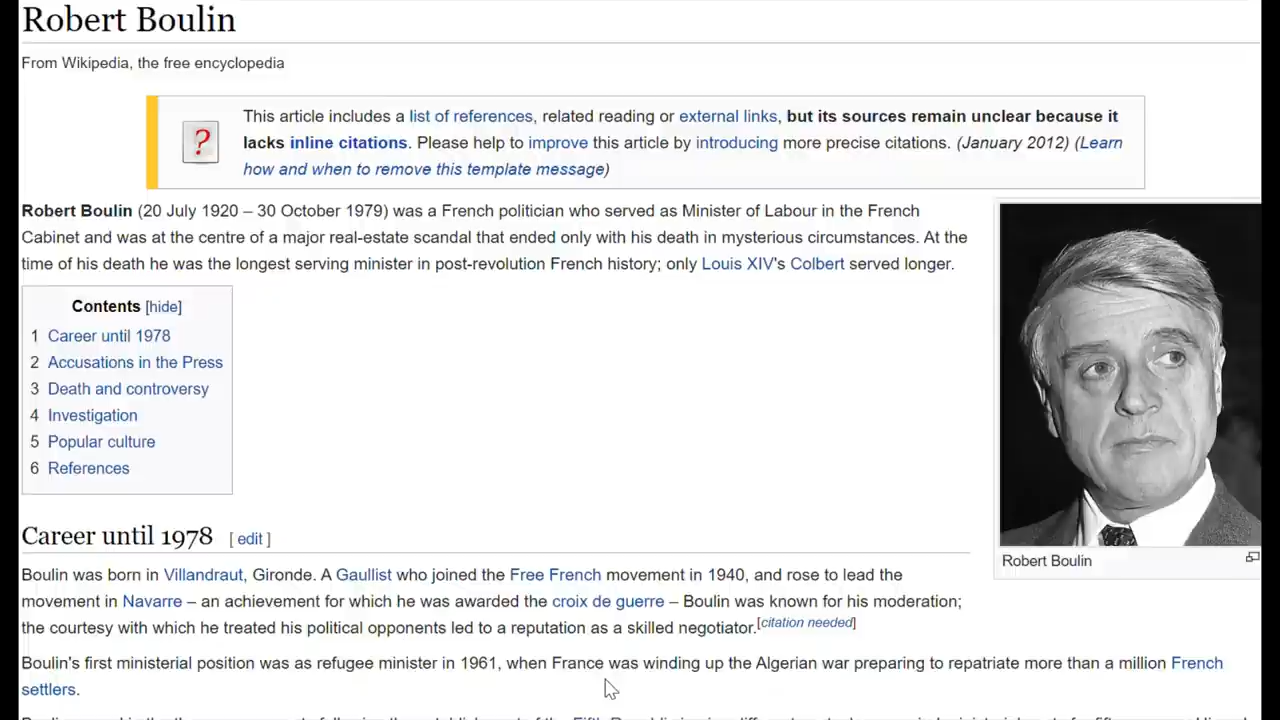 Robert Boulin
From Wikipedia, the free encyclopedia
?
This article includes a list of references, related reading or external links, but its sources remain unclear because it
lacks inline citations. Please help to improve this article by introducing more precise citations. (January 2012) (Learn
how and when to remove this template message)
Robert Boulin (20 July 1920 – 30 October 1979) was a French politician who served as Minister of Labour in the French
Cabinet and was at the centre of a major real-estate scandal that ended only with his death in mysterious circumstances. At the
time of his death he was the longest serving minister in post-revolution French history; only Louis XIV's Colbert served longer.
Contents [hide]
1 Career until 1978
2 Accusations in the Press
3 Death and controversy
4 Investigation
5 Popular culture
6 References
Robert Boulin
Career until 1978 [ edit ]
Boulin was born in Villandraut, Gironde. A Gaullist who joined the Free French movement in 1940, and rose to lead the
movement in Navarre – an achievement for which he was awarded the croix de guerre – Boulin was known for his moderation;
the courtesy with which he treated his political opponents led to a reputation as a skilled negotiator.[citation needed]
Boulin's first ministerial position was as refugee minister in 1961, when France was winding up the Algerian war preparing to repatriate more than a million French
settlers.